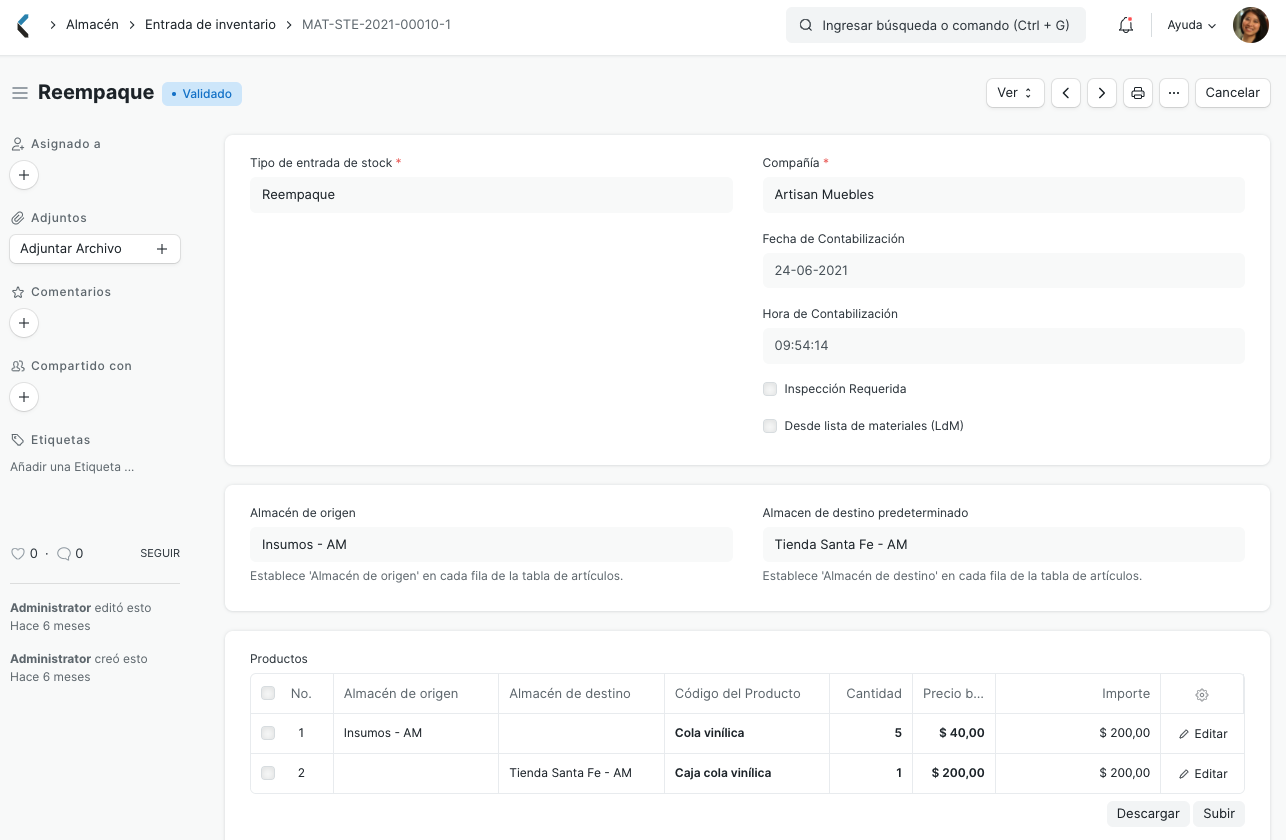 Almacén
Entrada de inventario
MAT-STE-2021-00010-1
Ingresar búsqueda o comando (Ctrl + G)
Ayuda
Reempaque
• Validado
Ver
...
Cancelar
Asignado a
+
Adjuntos
Adjuntar Archivo +
Comentarios
+
Compartido con
+
Etiquetas
Añadir una Etiqueta ...
0 · 0 SEGUIR
Administrator editó esto
Hace 6 meses
Administrator creó esto
Hace 6 meses
Tipo de entrada de stock *
Reempaque
Compañía *
Artisan Muebles
Fecha de Contabilización
24-06-2021
Hora de Contabilización
09:54:14
Inspección Requerida
Desde lista de materiales (LdM)
Almacén de origen
Insumos - AM
Establece 'Almacén de origen' en cada fila de la tabla de artículos.
Almacen de destino predeterminado
Tienda Santa Fe - AM
Establece 'Almacén de destino' en cada fila de la tabla de artículos.
Productos
No. Almacén de origen Almacén de destino Código del Producto Cantidad Precio b... Importe
1 Insumos - AM Cola vinílica 5 $ 40,00 $ 200,00 Editar
2 Tienda Santa Fe - AM Caja cola vinílica 1 $ 200,00 $ 200,00 Editar
Descargar Subir